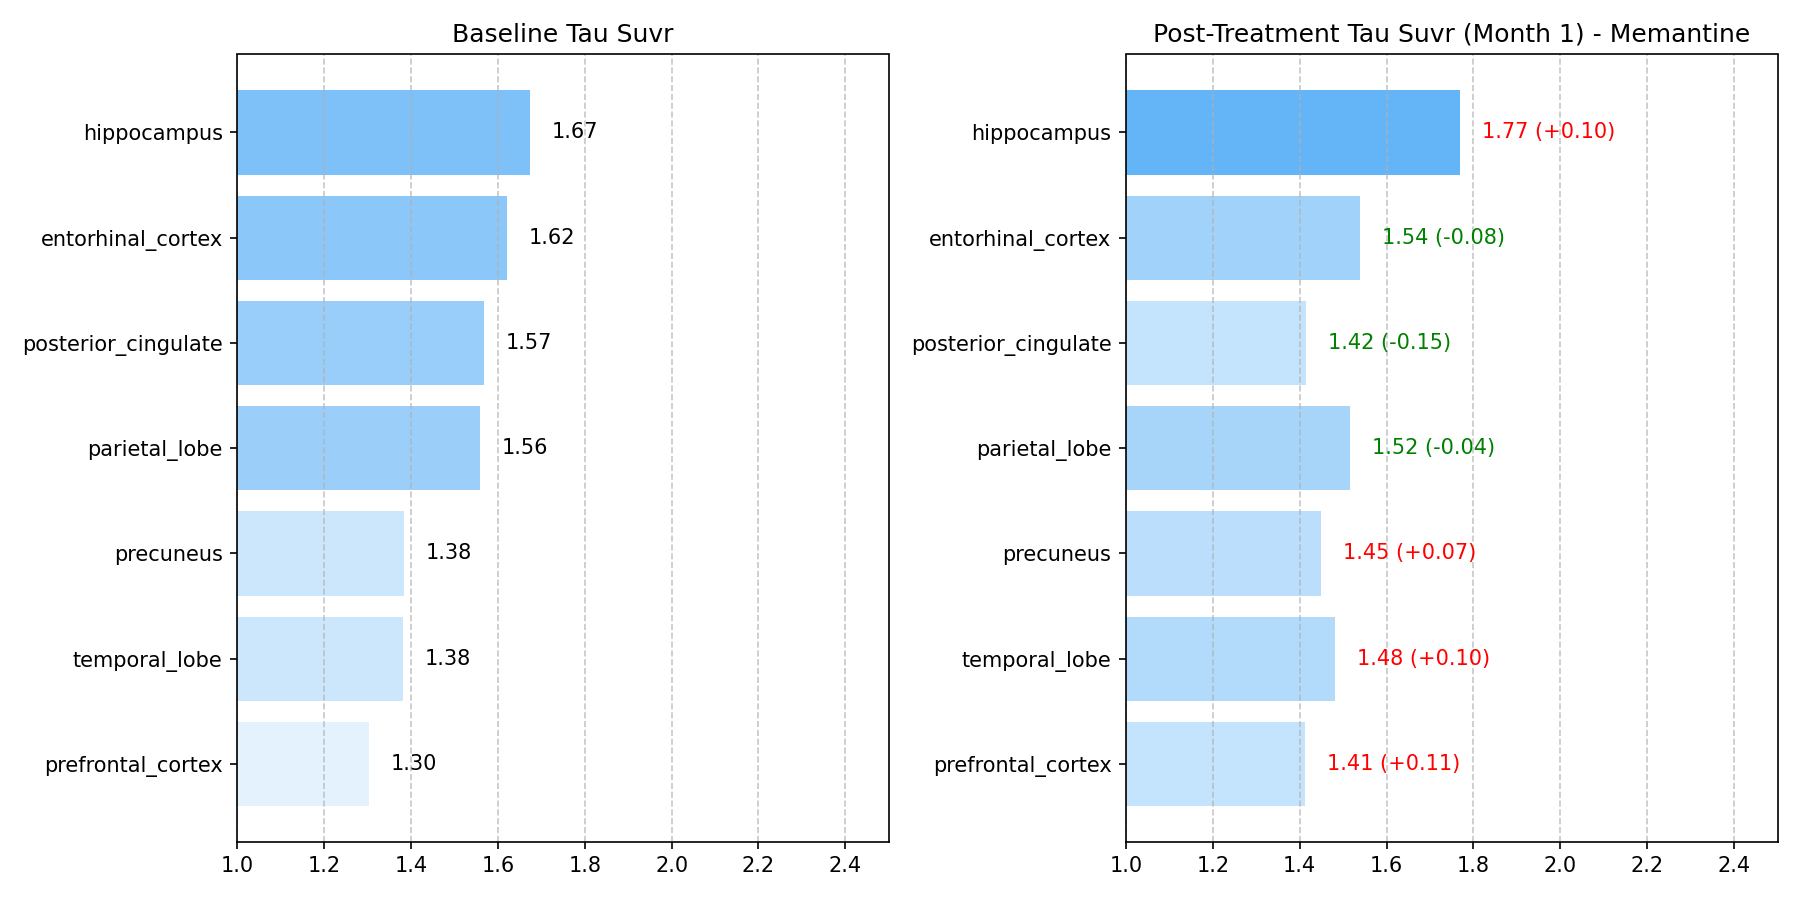 Baseline Tau Suvr
hippocampus
1.67
entorhinal_cortex
1.62
posterior_cingulate
1.57
parietal_lobe
1.56
precuneus
1.38
temporal_lobe
1.38
prefrontal_cortex
1.30
1.0 1.2 1.4 1.6 1.8 2.0 2.2 2.4
Post-Treatment Tau Suvr (Month 1) - Memantine
hippocampus
1.77 (+0.10)
entorhinal_cortex
1.54 (-0.08)
posterior_cingulate
1.42 (-0.15)
parietal_lobe
1.52 (-0.04)
precuneus
1.45 (+0.07)
temporal_lobe
1.48 (+0.10)
prefrontal_cortex
1.41 (+0.11)
1.0 1.2 1.4 1.6 1.8 2.0 2.2 2.4